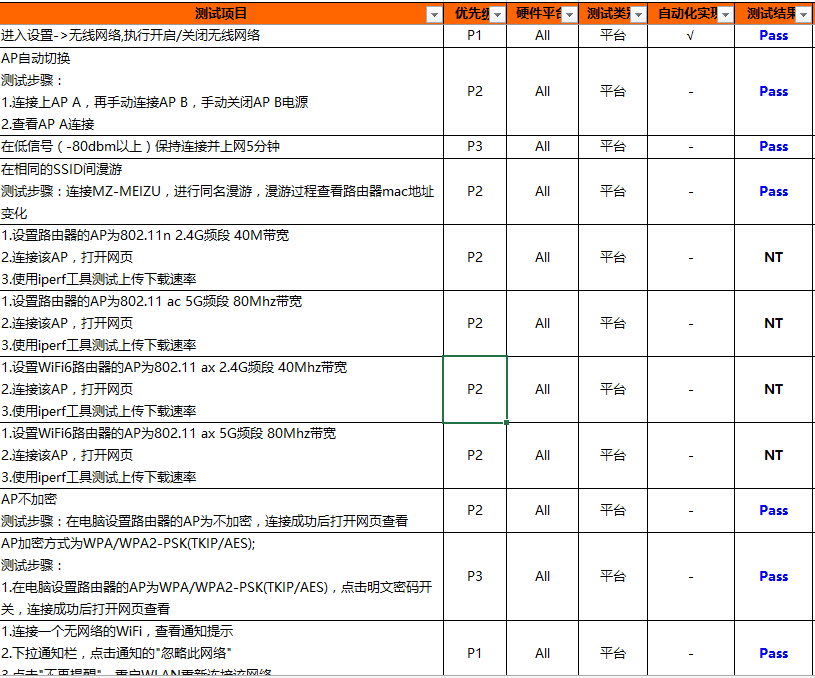 测试项目 优先级 硬件平台 测试类别 自动化实现 测试结果
进入设置->无线网络,执行开启/关闭无线网络 P1 All 平台 √ Pass
AP自动切换
测试步骤：
1.连接上AP A，再手动连接AP B，手动关闭AP B电源
2.查看AP A连接
P2 All 平台 - Pass
在低信号（-80dbm以上）保持连接并上网5分钟 P3 All 平台 - Pass
在相同的SSID间漫游
测试步骤：连接MZ-MEIZU，进行同名漫游，漫游过程查看路由器mac地址
变化
P2 All 平台 - Pass
1.设置路由器的AP为802.11n 2.4G频段 40M带宽
2.连接该AP，打开网页
3.使用iperf工具测试上传下载速率
P2 All 平台 - NT
1.设置路由器的AP为802.11 ac 5G频段 80Mhz带宽
2.连接该AP，打开网页
3.使用iperf工具测试上传下载速率
P2 All 平台 - NT
1.设置WiFi6路由器的AP为802.11 ax 2.4G频段 40Mhz带宽
2.连接该AP，打开网页
3.使用iperf工具测试上传下载速率
P2 All 平台 - NT
1.设置WiFi6路由器的AP为802.11 ax 5G频段 80Mhz带宽
2.连接该AP，打开网页
3.使用iperf工具测试上传下载速率
P2 All 平台 - NT
AP不加密
测试步骤：在电脑设置路由器的AP为不加密，连接成功后打开网页查看
P2 All 平台 - Pass
AP加密方式为WPA/WPA2-PSK(TKIP/AES);
测试步骤：
1.在电脑设置路由器的AP为WPA/WPA2-PSK(TKIP/AES)，点击明文密码开
关，连接成功后打开网页查看
P3 All 平台 - Pass
1.连接一个无网络的WiFi，查看通知提示
2.下拉通知栏，点击通知的"忽略此网络"
3.点击"不再提醒"，重启WLAN重新连接该网络
P1 All 平台 - Pass